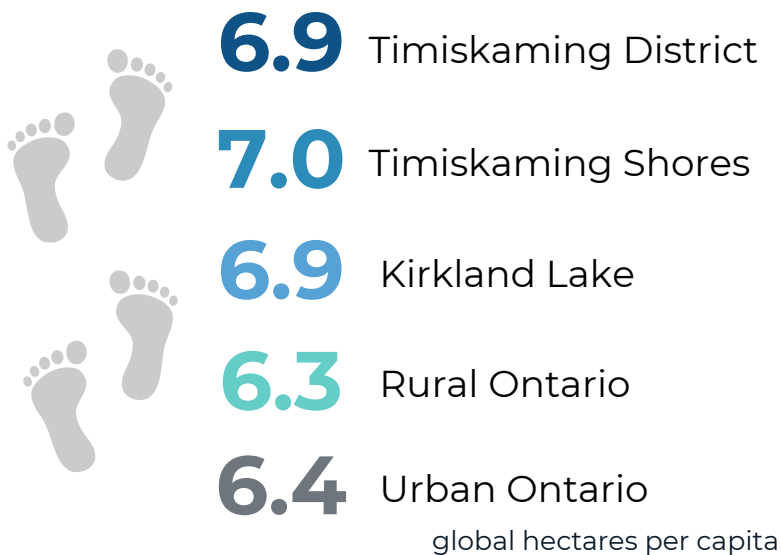 6.9 Timiskaming District
7.0 Timiskaming Shores
6.9 Kirkland Lake
6.3 Rural Ontario
6.4 Urban Ontario
global hectares per capita